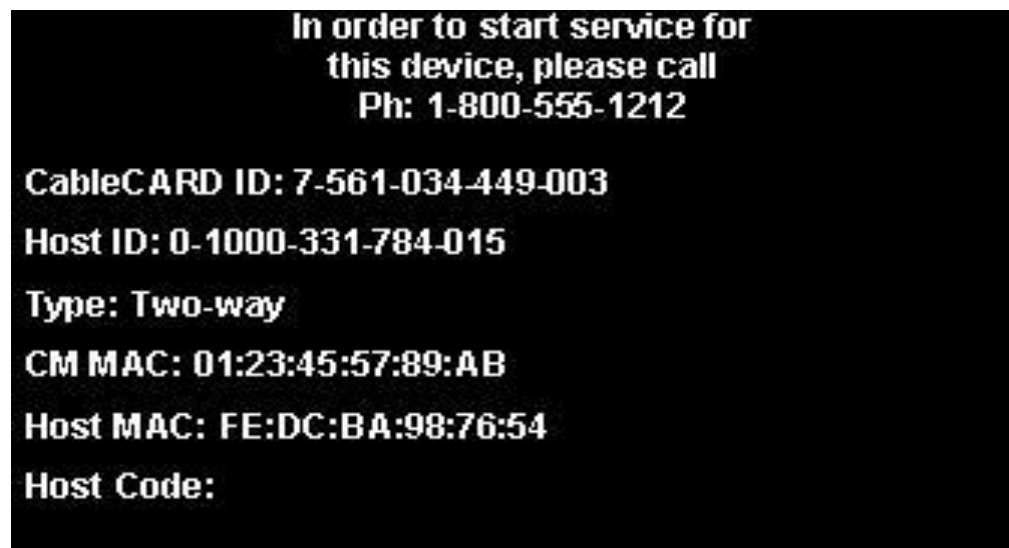 In order to start service for
this device, please call
Ph: 1-800-555-1212
CableCARD ID: 7-561-034-449-003
Host ID: 0-1000-331-784-015
Type: Two-way
CM MAC: 01:23:45:57:89:AB
Host MAC: FE:DC:BA:98:76:54
Host Code: